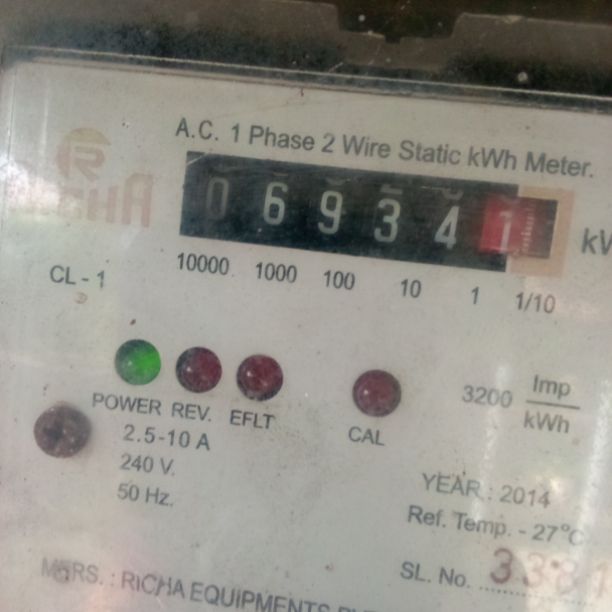 A.C. 1 Phase 2 Wire Static kWh Meter.
0 6 9 3 4 1
10000 1000 100 10 1 1/10
CL - 1
POWER REV. EFLT CAL
3200 Imp
kWh
2.5-10 A
240 V.
50 Hz.
YEAR : 2014
Ref. Temp. - 27°C
SL. No. 338
RICHA EQUIPMENTS